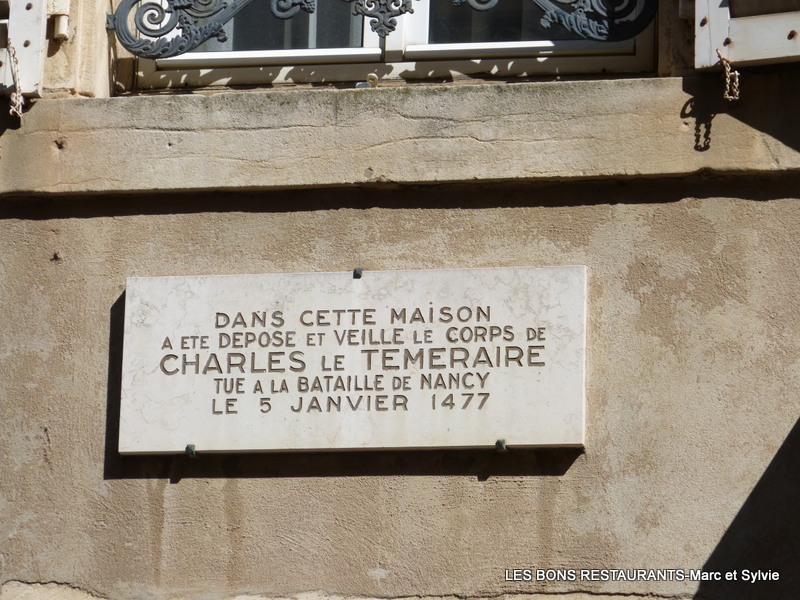 DANS CETTE MAISON
A ETE DEPOSE ET VEILLE LE CORPS DE
CHARLES LE TEMERAIRE
TUE A LA BATAILLE DE NANCY
LE 5 JANVIER 1477
LES BONS RESTAURANTS-Marc et Sylvie